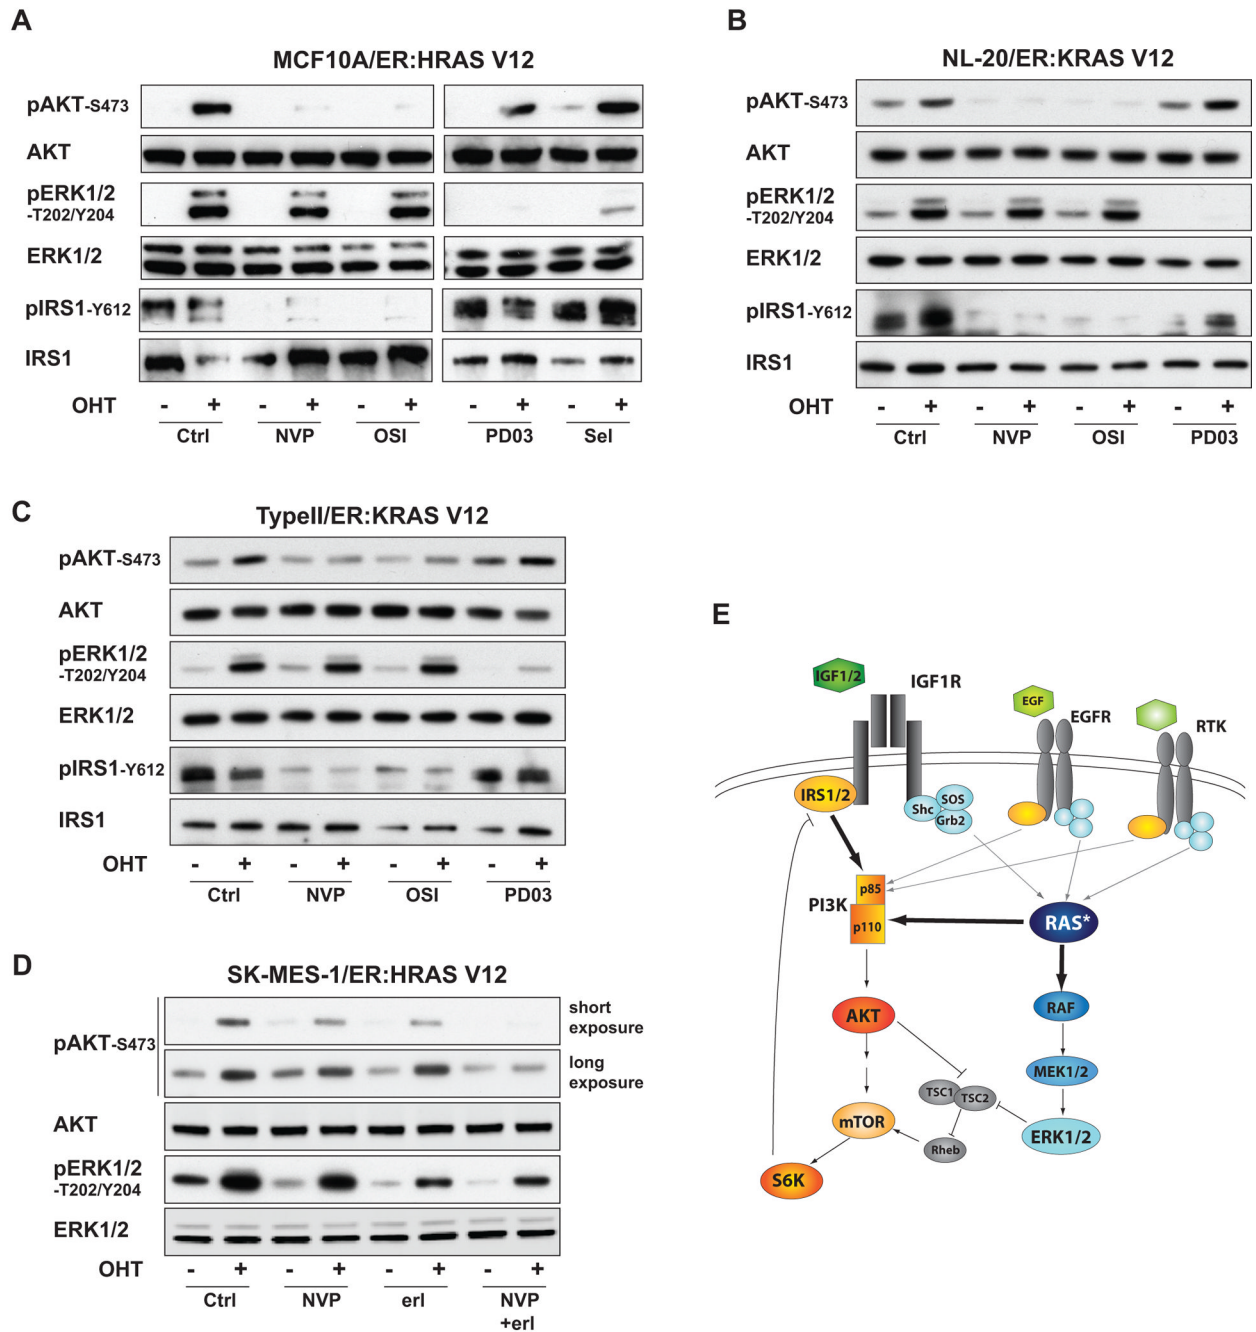 A
MCF10A/ER:HRAS V12
pAKT-S473
AKT
pERK1/2
-T202/Y204
ERK1/2
pIRS1-Y612
IRS1
OHT - + - + - + - + - +
Ctrl NVP OSI PD03 Sel
B
NL-20/ER:KRAS V12
pAKT-S473
AKT
pERK1/2
-T202/Y204
ERK1/2
pIRS1-Y612
IRS1
OHT - + - + - + - +
Ctrl NVP OSI PD03
C
TypeII/ER:KRAS V12
pAKT-S473
AKT
pERK1/2
-T202/Y204
ERK1/2
pIRS1-Y612
IRS1
OHT - + - + - + - +
Ctrl NVP OSI PD03
D
SK-MES-1/ER:HRAS V12
pAKT-S473
short
exposure
long
exposure
AKT
pERK1/2
-T202/Y204
ERK1/2
OHT - + - + - + - +
Ctrl NVP erl NVP
+erl
E
IGF1/2
IGF1R
EGF
EGFR
RTK
IRS1/2
Shc
SOS
Grb2
PI3K
p85
p110
RAS*
AKT
RAF
MEK1/2
TSC1
TSC2
mTOR
Rheb
ERK1/2
S6K